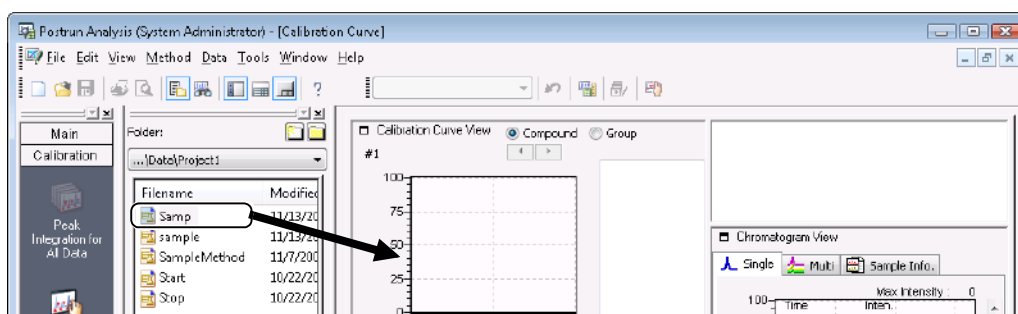 Postrun Analysis (System Administrator) - [Calibration Curve]
File Edit View Method Data Tools Window Help
Main
Calibration
Peak
Integration for
All Data
Folder:
...\Data\Project1
Filename Modified
Samp 11/13/20
sample 11/13/20
SampleMethod 11/7/200
Start 10/22/20
Stop 10/22/20
Calibration Curve View Compound Group
#1
100
75
50
25
0
Chromatogram View
Single Multi Sample Info.
Max Intensity : 0
100
Time Inten.